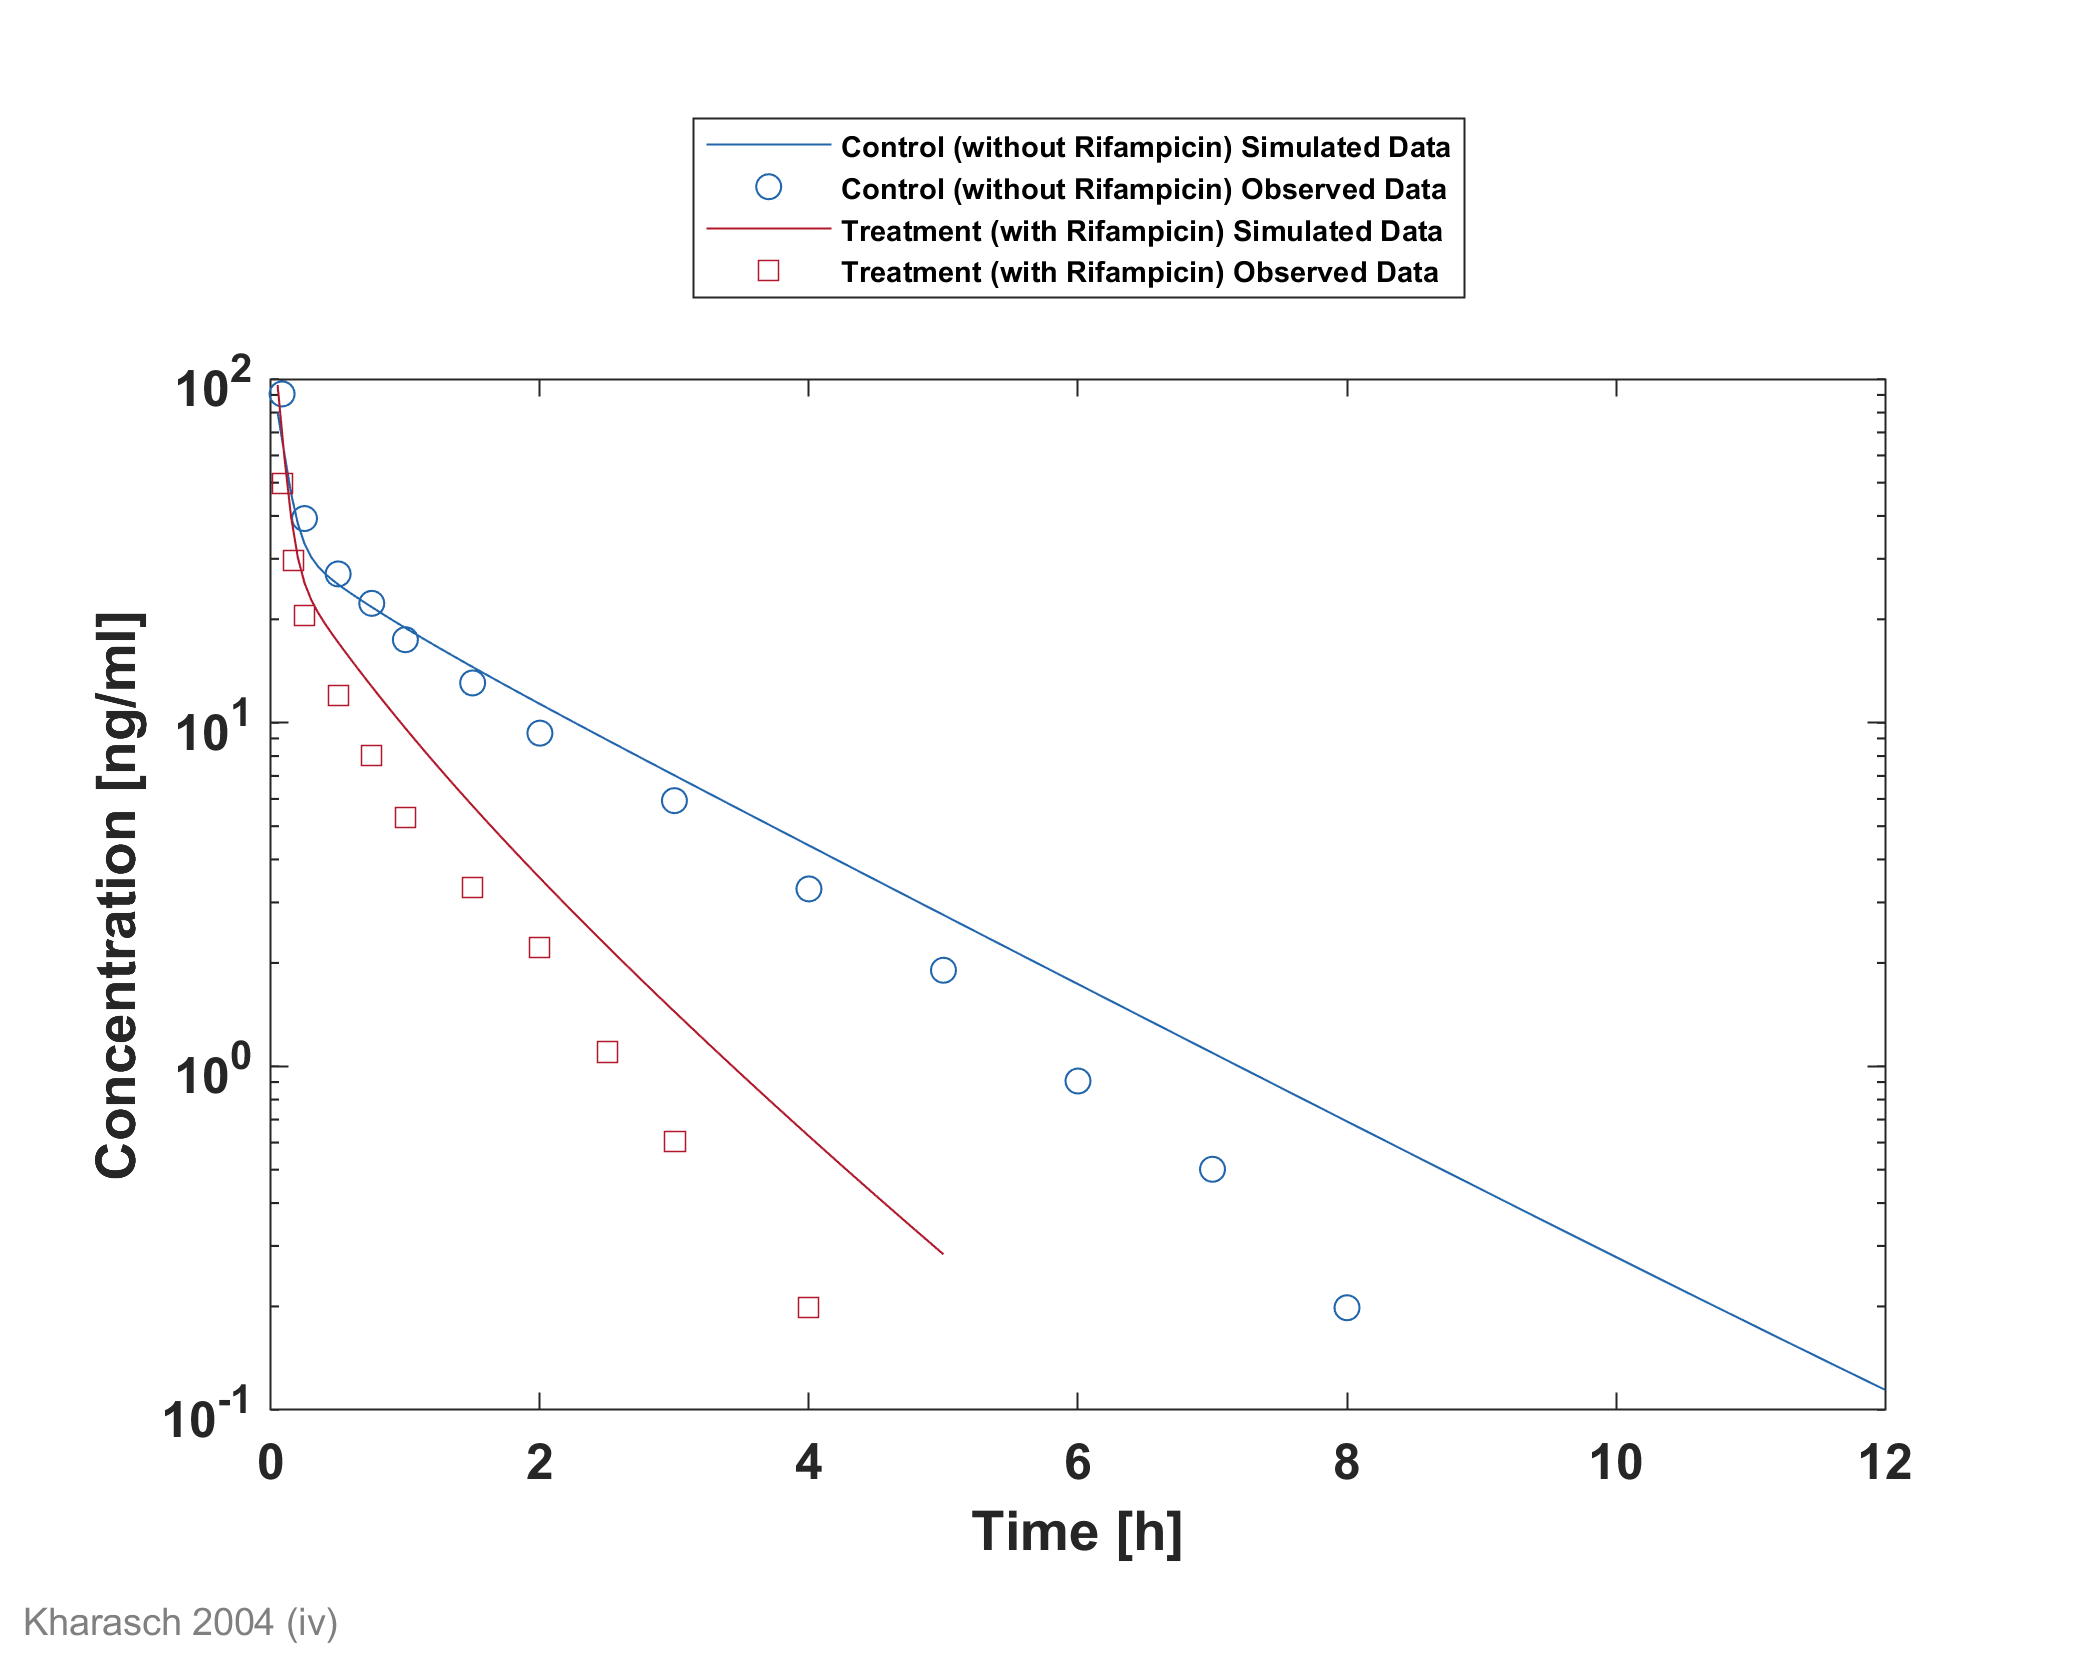 Control (without Rifampicin) Simulated Data
Control (without Rifampicin) Observed Data
Treatment (with Rifampicin) Simulated Data
Treatment (with Rifampicin) Observed Data
10^2
10^1
10^0
10^-1
Concentration [ng/ml]
0 2 4 6 8 10 12
Time [h]
Kharasch 2004 (iv)